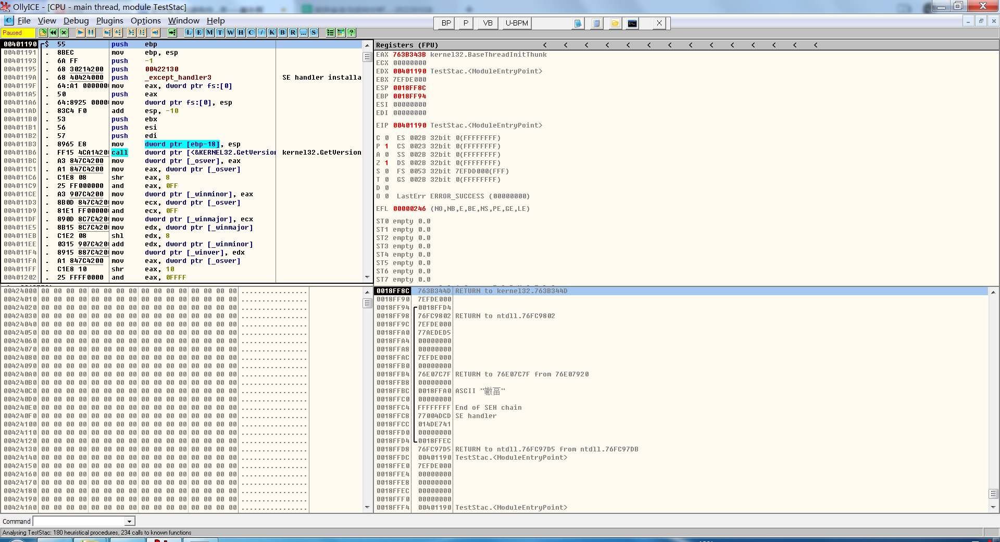 OllyICE - [CPU - main thread, module TestStac]
C File View Debug Plugins Options Window Help
BP P VB U-BPM X
Paused
L E M T W H C / K B R ... S ?
00401190 $ 55 push ebp
00401191 . 8BEC mov ebp, esp
00401193 . 6A FF push -1
00401195 . 68 30214200 push 00422130
0040119A . 68 40424000 push _except_handler3 SE handler installa
0040119F . 64:A1 0000000 mov eax, dword ptr fs:[0]
004011A5 . 50 push eax
004011A6 . 64:8925 0000 mov dword ptr fs:[0], esp
004011AD . 83C4 F0 add esp, -10
004011B0 . 53 push ebx
004011B1 . 56 push esi
004011B2 . 57 push edi
004011B3 . 8965 E8 mov dword ptr [ebp-18], esp
004011B6 . FF15 4CA14200 call dword ptr [<&KERNEL32.GetVersion kernel32.GetVersion
004011BC . A3 847C4200 mov dword ptr [_osver], eax
004011C1 . A1 847C4200 mov eax, dword ptr [_osver]
004011C6 . C1E8 08 shr eax, 8
004011C9 . 25 FF000000 and eax, 0FF
004011CE . A3 907C4200 mov dword ptr [_winminor], eax
004011D3 . 8B0D 847C4200 mov ecx, dword ptr [_osver]
004011D9 . 81E1 FF000000 and ecx, 0FF
004011DF . 890D 8C7C4200 mov dword ptr [_winmajor], ecx
004011E5 . 8B15 8C7C4200 mov edx, dword ptr [_winmajor]
004011EB . C1E2 08 shl edx, 8
004011EE . 0315 907C4200 add edx, dword ptr [_winminor]
004011F4 . 8915 887C4200 mov dword ptr [_winver], edx
004011FA . A1 847C4200 mov eax, dword ptr [_osver]
004011FF . C1E8 10 shr eax, 10
00401202 . 25 FFFF0000 and eax, 0FFFF
Registers (FPU) < < < < < < < < < < < < < <
EAX 763B343B kernel32.BaseThreadInitThunk
ECX 00000000
EDX 00401190 TestStac.<ModuleEntryPoint>
EBX 7EFDE000
ESP 0018FF8C
EBP 0018FF94
ESI 00000000
EDI 00000000
EIP 00401190 TestStac.<ModuleEntryPoint>
C 0 ES 002B 32bit 0(FFFFFFFF)
P 1 CS 0023 32bit 0(FFFFFFFF)
A 0 SS 002B 32bit 0(FFFFFFFF)
Z 1 DS 002B 32bit 0(FFFFFFFF)
S 0 FS 0053 32bit 7EFDD000(FFF)
T 0 GS 002B 32bit 0(FFFFFFFF)
D 0
O 0 LastErr ERROR_SUCCESS (00000000)
EFL 00000246 (NO,NB,E,BE,NS,PE,GE,LE)
ST0 empty 0.0
ST1 empty 0.0
ST2 empty 0.0
ST3 empty 0.0
ST4 empty 0.0
ST5 empty 0.0
ST6 empty 0.0
ST7 empty 0.0
00424000 00 00 00 00 00 00 00 00 00 00 00 00 00 00 00 00 ................
00424010 00 00 00 00 00 00 00 00 00 00 00 00 00 00 00 00 ................
00424020 00 00 00 00 00 00 00 00 00 00 00 00 00 00 00 00 ................
00424030 00 00 00 00 00 00 00 00 00 00 00 00 00 00 00 00 ................
00424040 00 00 00 00 00 00 00 00 00 00 00 00 00 00 00 00 ................
00424050 00 00 00 00 00 00 00 00 00 00 00 00 00 00 00 00 ................
00424060 00 00 00 00 00 00 00 00 00 00 00 00 00 00 00 00 ................
00424070 00 00 00 00 00 00 00 00 00 00 00 00 00 00 00 00 ................
00424080 00 00 00 00 00 00 00 00 00 00 00 00 00 00 00 00 ................
00424090 00 00 00 00 00 00 00 00 00 00 00 00 00 00 00 00 ................
004240A0 00 00 00 00 00 00 00 00 00 00 00 00 00 00 00 00 ................
004240B0 00 00 00 00 00 00 00 00 00 00 00 00 00 00 00 00 ................
004240C0 00 00 00 00 00 00 00 00 00 00 00 00 00 00 00 00 ................
004240D0 00 00 00 00 00 00 00 00 00 00 00 00 00 00 00 00 ................
004240E0 00 00 00 00 00 00 00 00 00 00 00 00 00 00 00 00 ................
004240F0 00 00 00 00 00 00 00 00 00 00 00 00 00 00 00 00 ................
00424100 00 00 00 00 00 00 00 00 00 00 00 00 00 00 00 00 ................
00424110 00 00 00 00 00 00 00 00 00 00 00 00 00 00 00 00 ................
00424120 00 00 00 00 00 00 00 00 00 00 00 00 00 00 00 00 ................
00424130 00 00 00 00 00 00 00 00 00 00 00 00 00 00 00 00 ................
00424140 00 00 00 00 00 00 00 00 00 00 00 00 00 00 00 00 ................
00424150 00 00 00 00 00 00 00 00 00 00 00 00 00 00 00 00 ................
00424160 00 00 00 00 00 00 00 00 00 00 00 00 00 00 00 00 ................
00424170 00 00 00 00 00 00 00 00 00 00 00 00 00 00 00 00 ................
00424180 00 00 00 00 00 00 00 00 00 00 00 00 00 00 00 00 ................
00424190 00 00 00 00 00 00 00 00 00 00 00 00 00 00 00 00 ................
004241A0 00 00 00 00 00 00 00 00 00 00 00 00 00 00 00 00 ................
0018FF8C 763B344D RETURN to kernel32.763B344D
0018FF90 7EFDE000
0018FF94 0018FFD4
0018FF98 76FC9802 RETURN to ntdll.76FC9802
0018FF9C 7EFDE000
0018FFA0 77AEDED5
0018FFA4 00000000
0018FFA8 00000000
0018FFAC 7EFDE000
0018FFB0 00000000
0018FFB4 76E07C7F RETURN to 76E07C7F from 76E07920
0018FFB8 00000000
0018FFBC 0018FFA0 ASCII "辙畐"
0018FFC0 00000000
0018FFC4 FFFFFFFF End of SEH chain
0018FFC8 77004DCD SE handler
0018FFCC 014DE741
0018FFD0 00000000
0018FFD4 0018FFEC
0018FFD8 76FC97D5 RETURN to ntdll.76FC97D5 from ntdll.76FC97DB
0018FFDC 00401190 TestStac.<ModuleEntryPoint>
0018FFE0 7EFDE000
0018FFE4 00000000
0018FFE8 00000000
0018FFEC 00000000
0018FFF0 00000000
0018FFF4 00401190 TestStac.<ModuleEntryPoint>
Command
Analysing TestStac: 180 heuristical procedures, 234 calls to known functions